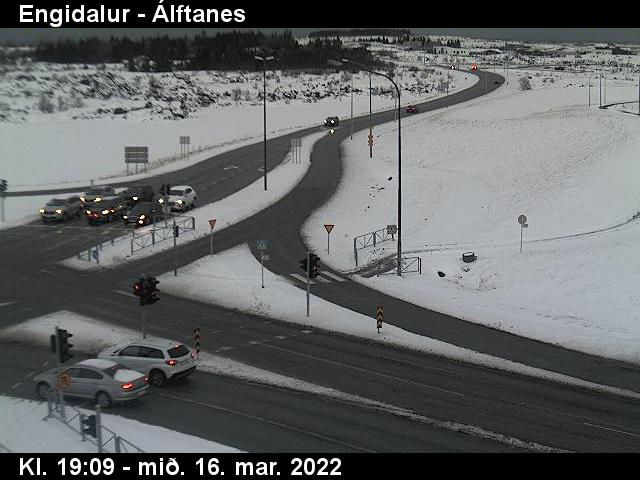 Engidalur - Álftanes
Kl. 19:09 - mið. 16. mar. 2022